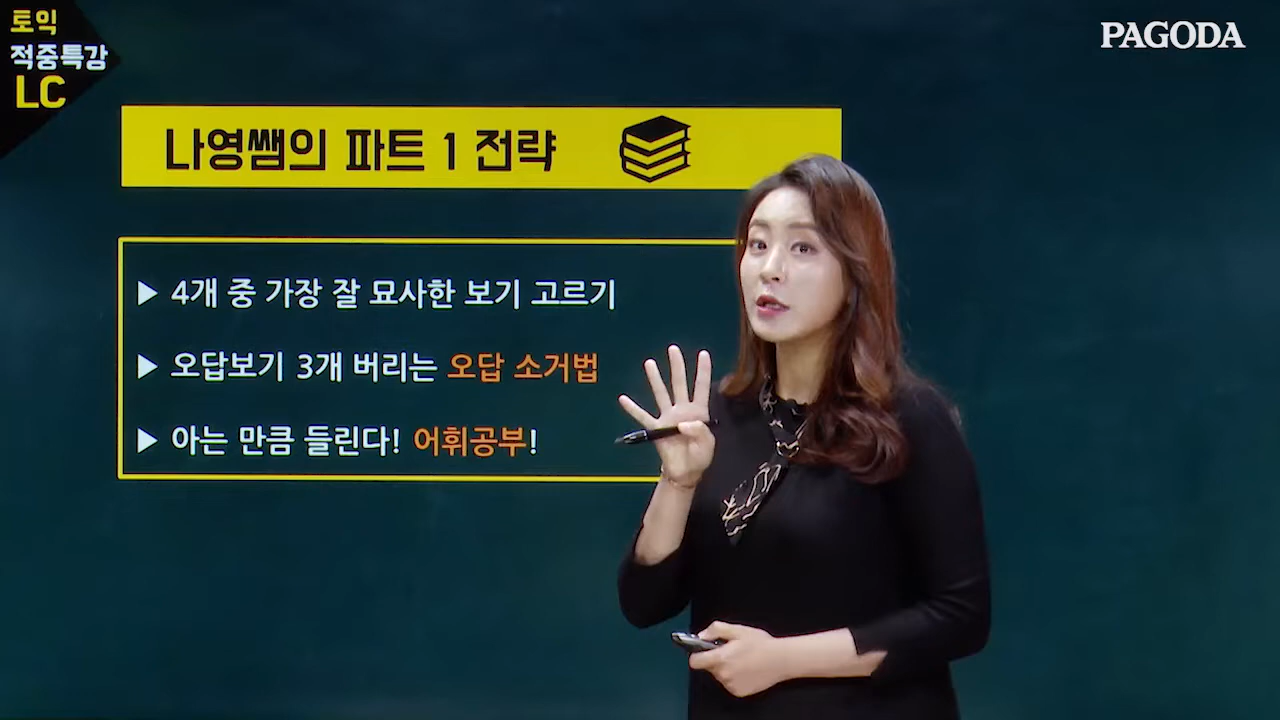 토익
적중특강
LC
PAGODA
나영쌤의 파트 1 전략
▶ 4개 중 가장 잘 묘사한 보기 고르기
▶ 오답보기 3개 버리는 오답 소거법
▶ 아는 만큼 들린다! 어휘공부!